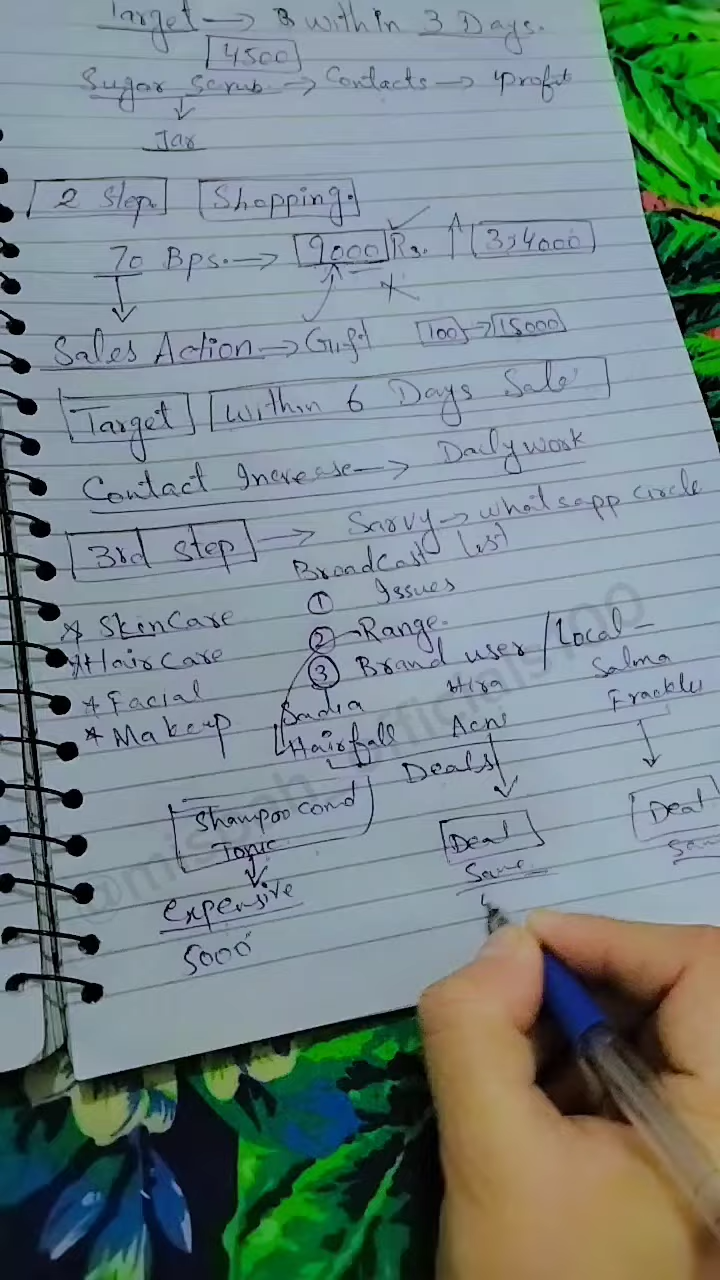 Target → within 3 Days.
4500
Sugar Scrub → Contacts → Profit
Jar
2 Step. Shopping.
70 Bps. → 9000 Rs. ↑ 3,4000
Sales Action → Gift 100 → 15000
Target within 6 Days Sale
Contact Increase → Daily work
3rd Step → Sarvy → whatsapp circle
Broadcast list
① Issues
* SkinCare
② Range.
* HairCare
③ Brand user / Local
* Facial
Sadia Hira Salma
* Makeup
Hairfall Acne Frackles
Deals
Shampoo Cond
Tonic
Deal Deal
Same Same
expensive
5000